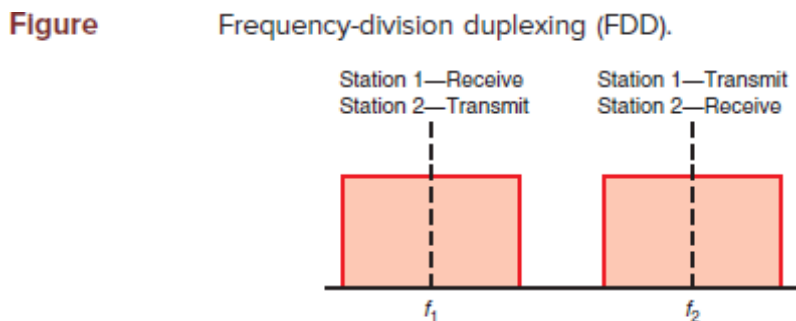 Figure Frequency-division duplexing (FDD).
Station 1—Receive
Station 2—Transmit
Station 1—Transmit
Station 2—Receive
f1
f2